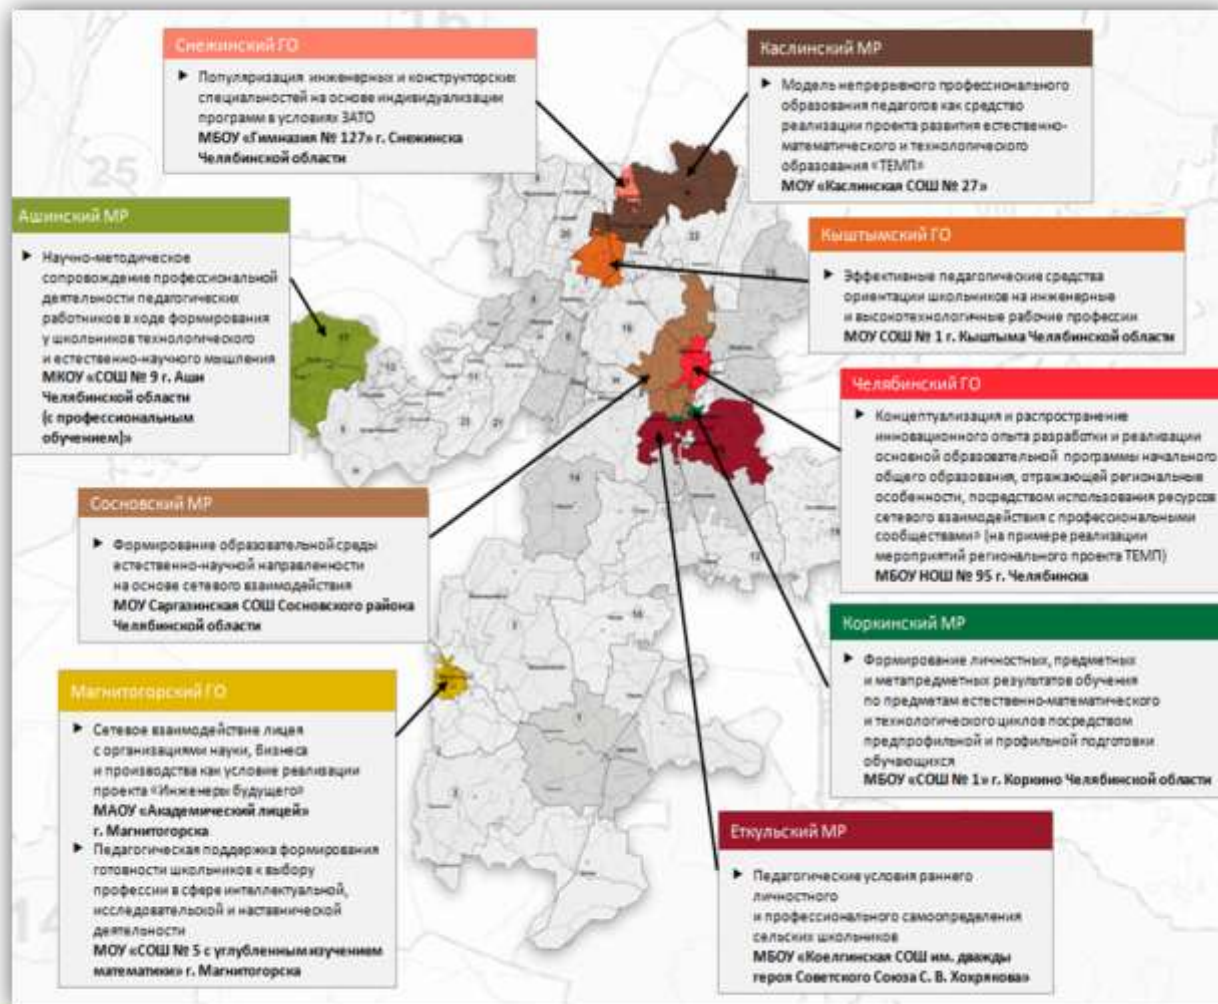 Снежинский ГО
Популяризация инженерных и конструкторских
специальностей на основе индивидуализации
программ в условиях ЗАТО
МБОУ «Гимназия № 127» г. Снежинска
Челябинской области
Каслинский МР
Модель непрерывного профессионального
образования педагогов как средство
реализации проекта развития естественно-
математического и технологического
образования «ТЕМП»
МОУ «Каслинская СОШ № 27»
Ашинский МР
Научно-методическое
сопровождение профессиональной
деятельности педагогических
работников в ходе формирования
у школьников технологического
и естественно-научного мышления
МКОУ «СОШ № 9 г. Аши
Челябинской области
(с профессиональным
обучением)»
Кыштымский ГО
Эффективные педагогические средства
ориентации школьников на инженерные
и высокотехнологичные рабочие профессии
МОУ СОШ № 1 г. Кыштыма Челябинской области
Челябинский ГО
Концептуализация и распространение
инновационного опыта разработки и реализации
основной образовательной программы начального
общего образования, отражающей региональные
особенности, посредством использования ресурсов
сетевого взаимодействия с профессиональными
сообществами» (на примере реализации
мероприятий регионального проекта ТЕМП)
МБОУ НОШ № 95 г. Челябинска
Сосновский МР
Формирование образовательной среды
естественно-научной направленности
на основе сетевого взаимодействия
МОУ Саргазинская СОШ Сосновского района
Челябинской области
Коркинский МР
Формирование личностных, предметных
и метапредметных результатов обучения
по предметам естественно-математического
и технологического циклов посредством
предпрофильной и профильной подготовки
обучающихся
МБОУ «СОШ № 1» г. Коркино Челябинской области
Магнитогорский ГО
Сетевое взаимодействие лицея
с организациями науки, бизнеса
и производства как условие реализации
проекта «Инженеры будущего»
МАОУ «Академический лицей»
г. Магнитогорска
Педагогическая поддержка формирования
готовности школьников к выбору
профессии в сфере интеллектуальной,
исследовательской и наставнической
деятельности
МОУ «СОШ № 5 с углубленным изучением
математики» г. Магнитогорска
Еткульский МР
Педагогические условия раннего
личностного
и профессионального самоопределения
сельских школьников
МБОУ «Коелгинская СОШ им. дважды
героя Советского Союза С. В. Хохрякова»
25